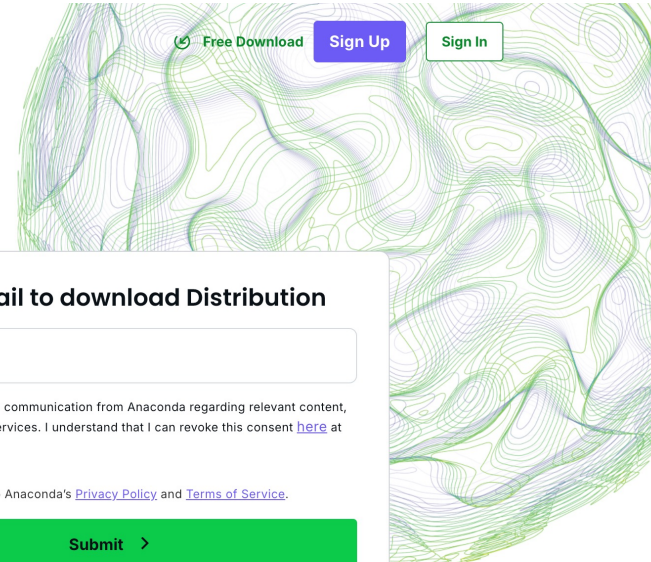 Free Download Sign Up Sign In
ail to download Distribution
communication from Anaconda regarding relevant content,
ervices. I understand that I can revoke this consent here at
Anaconda's Privacy Policy and Terms of Service.
Submit